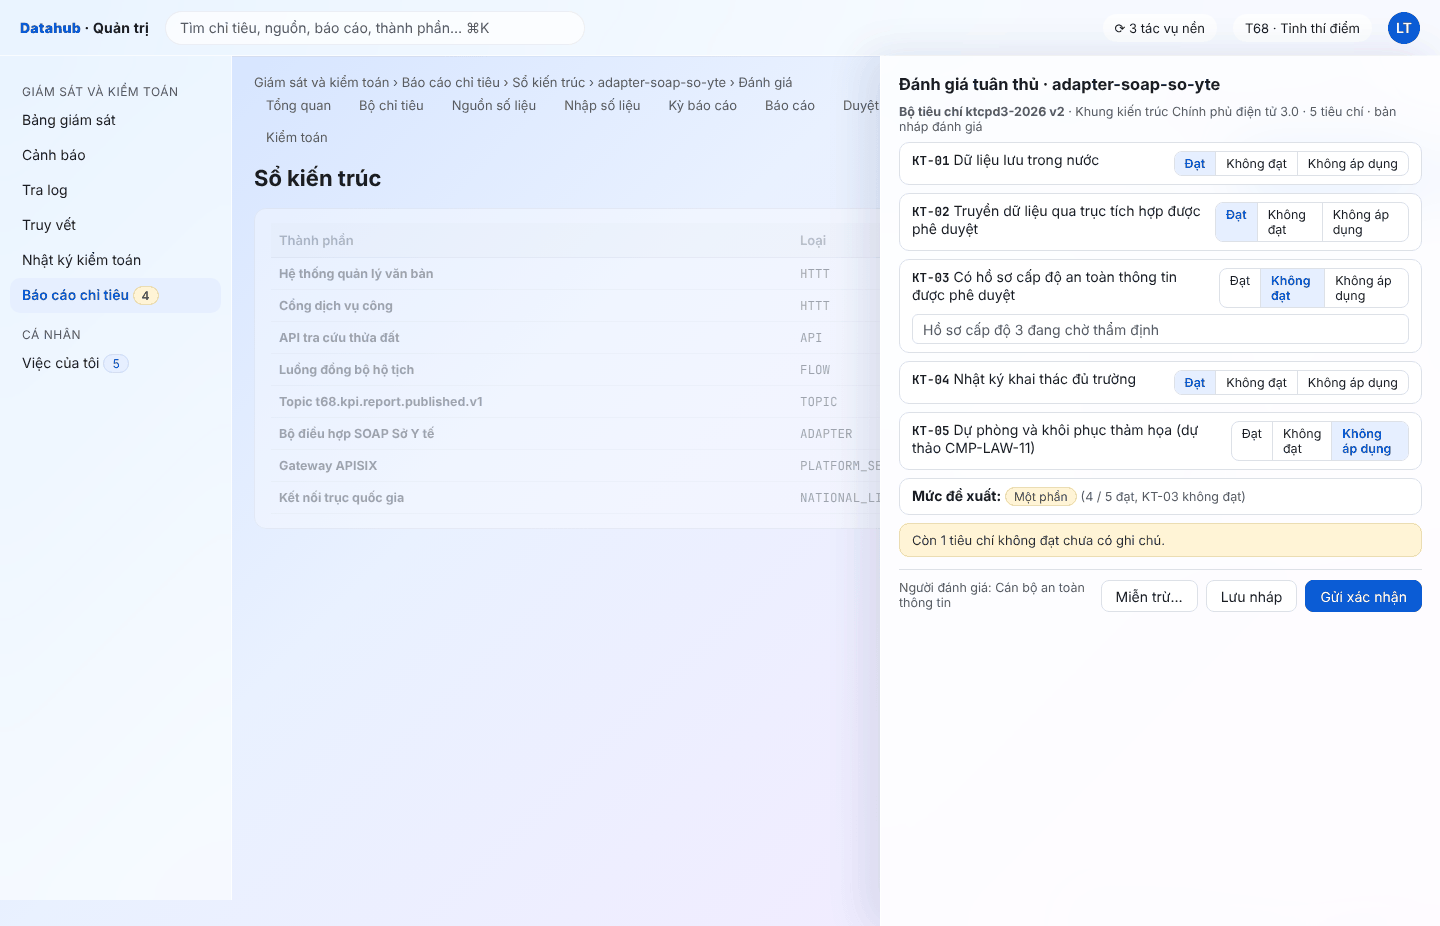 Datahub · Quản trị
Tìm chỉ tiêu, nguồn, báo cáo, thành phần... ⌘K
⟳ 3 tác vụ nền
T68 · Tỉnh thí điểm
LT
GIÁM SÁT VÀ KIỂM TOÁN
Bảng giám sát
Cảnh báo
Tra log
Truy vết
Nhật ký kiểm toán
Báo cáo chỉ tiêu 4
CÁ NHÂN
Việc của tôi 5
Giám sát và kiểm toán › Báo cáo chỉ tiêu › Sổ kiến trúc › adapter-soap-so-yte › Đánh giá
Tổng quan Bộ chỉ tiêu Nguồn số liệu Nhập số liệu Kỳ báo cáo Báo cáo Duyệt
Kiểm toán
Sổ kiến trúc
Thành phần Loại
Hệ thống quản lý văn bản HTTT
Cổng dịch vụ công HTTT
API tra cứu thửa đất API
Luồng đồng bộ hộ tịch FLOW
Topic t68.kpi.report.published.v1 TOPIC
Bộ điều hợp SOAP Sở Y tế ADAPTER
Gateway APISIX PLATFORM_SE
Kết nối trục quốc gia NATIONAL_LI
Đánh giá tuân thủ · adapter-soap-so-yte
Bộ tiêu chí ktcpd3-2026 v2 · Khung kiến trúc Chính phủ điện tử 3.0 · 5 tiêu chí · bản
nháp đánh giá
KT-01 Dữ liệu lưu trong nước
Đạt Không đạt Không áp dụng
KT-02 Truyền dữ liệu qua trục tích hợp được
phê duyệt
Đạt Không đạt Không áp dụng
KT-03 Có hồ sơ cấp độ an toàn thông tin
được phê duyệt
Đạt Không đạt Không áp dụng
Hồ sơ cấp độ 3 đang chờ thẩm định
KT-04 Nhật ký khai thác đủ trường
Đạt Không đạt Không áp dụng
KT-05 Dự phòng và khôi phục thảm họa (dự
thảo CMP-LAW-11)
Đạt Không đạt Không áp dụng
Mức đề xuất: Một phần (4 / 5 đạt, KT-03 không đạt)
Còn 1 tiêu chí không đạt chưa có ghi chú.
Người đánh giá: Cán bộ an toàn
thông tin
Miễn trừ... Lưu nháp Gửi xác nhận